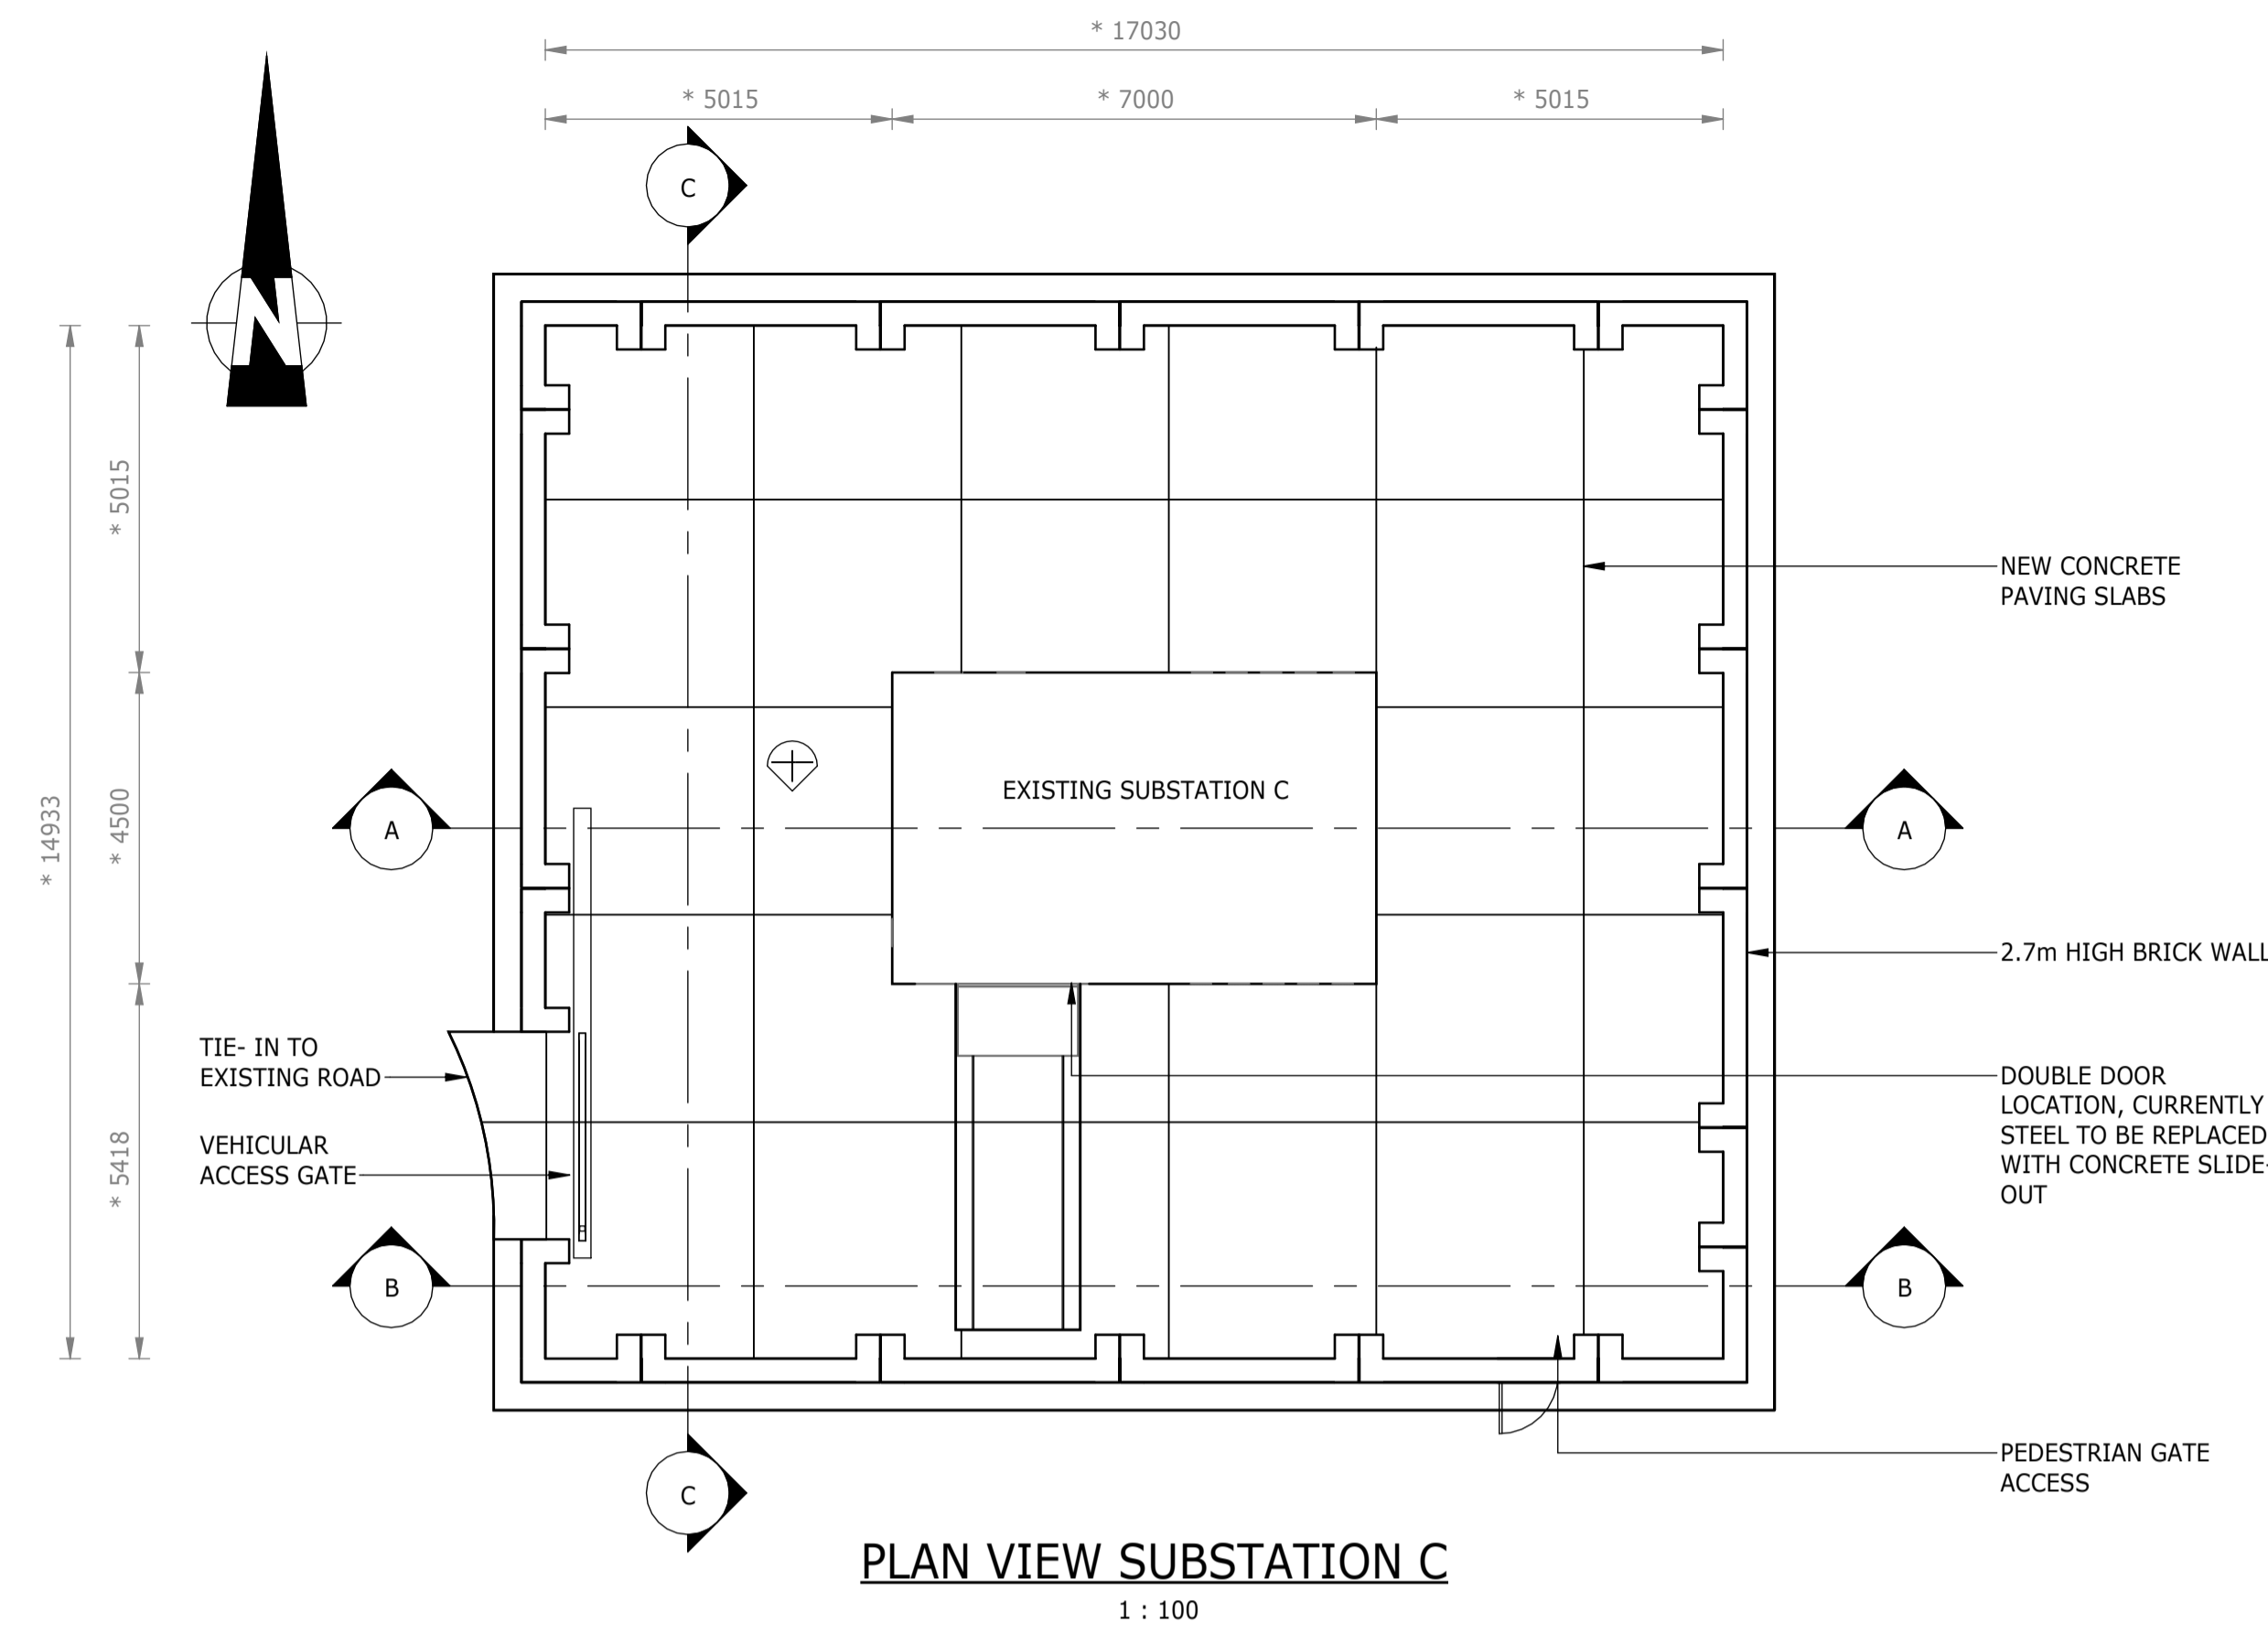 * 17030
* 5015
* 7000
* 5015
C
N
* 5015
NEW CONCRETE
PAVING SLABS
EXISTING SUBSTATION C
* 14933
* 4500
A
A
2.7m HIGH BRICK WALL
TIE- IN TO
EXISTING ROAD
DOUBLE DOOR
LOCATION, CURRENTLY
STEEL TO BE REPLACED
WITH CONCRETE SLIDE-
OUT
VEHICULAR
ACCESS GATE
* 5418
B
B
PEDESTRIAN GATE
ACCESS
C
PLAN VIEW SUBSTATION C
1 : 100